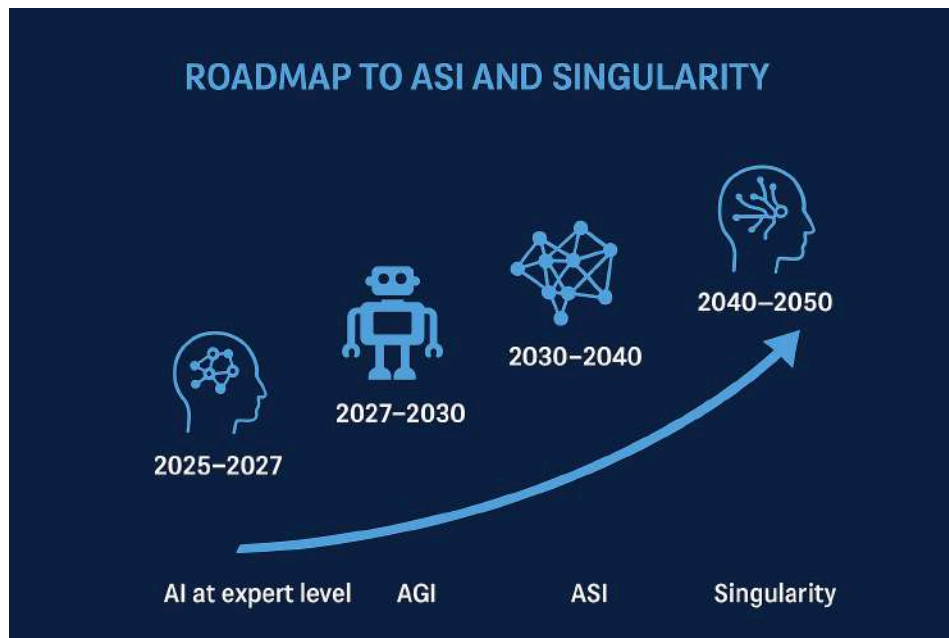 ROADMAP TO ASI AND SINGULARITY
2025–2027
2027–2030
2030–2040
2040–2050
AI at expert level
AGI
ASI
Singularity